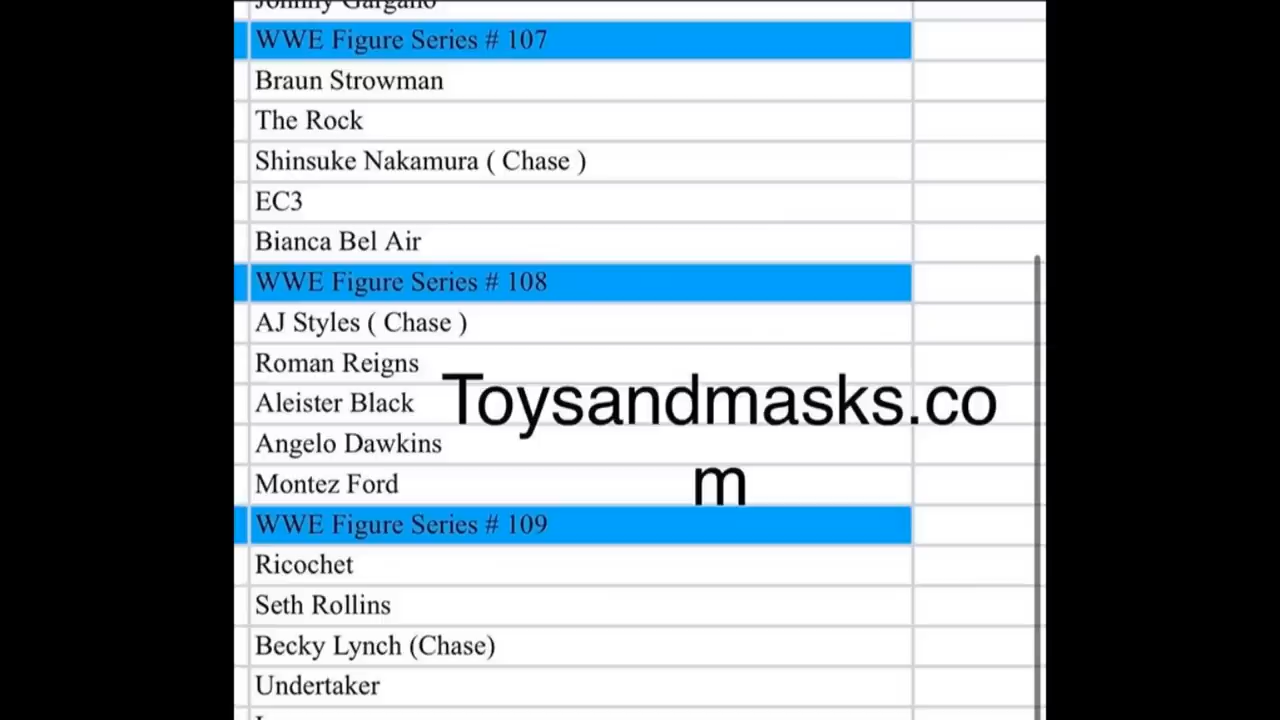 Johnny Gargano
WWE Figure Series # 107
Braun Strowman
The Rock
Shinsuke Nakamura ( Chase )
EC3
Bianca Bel Air
WWE Figure Series # 108
AJ Styles ( Chase )
Roman Reigns
Aleister Black
Angelo Dawkins
Montez Ford
Toysandmasks.co
m
WWE Figure Series # 109
Ricochet
Seth Rollins
Becky Lynch (Chase)
Undertaker